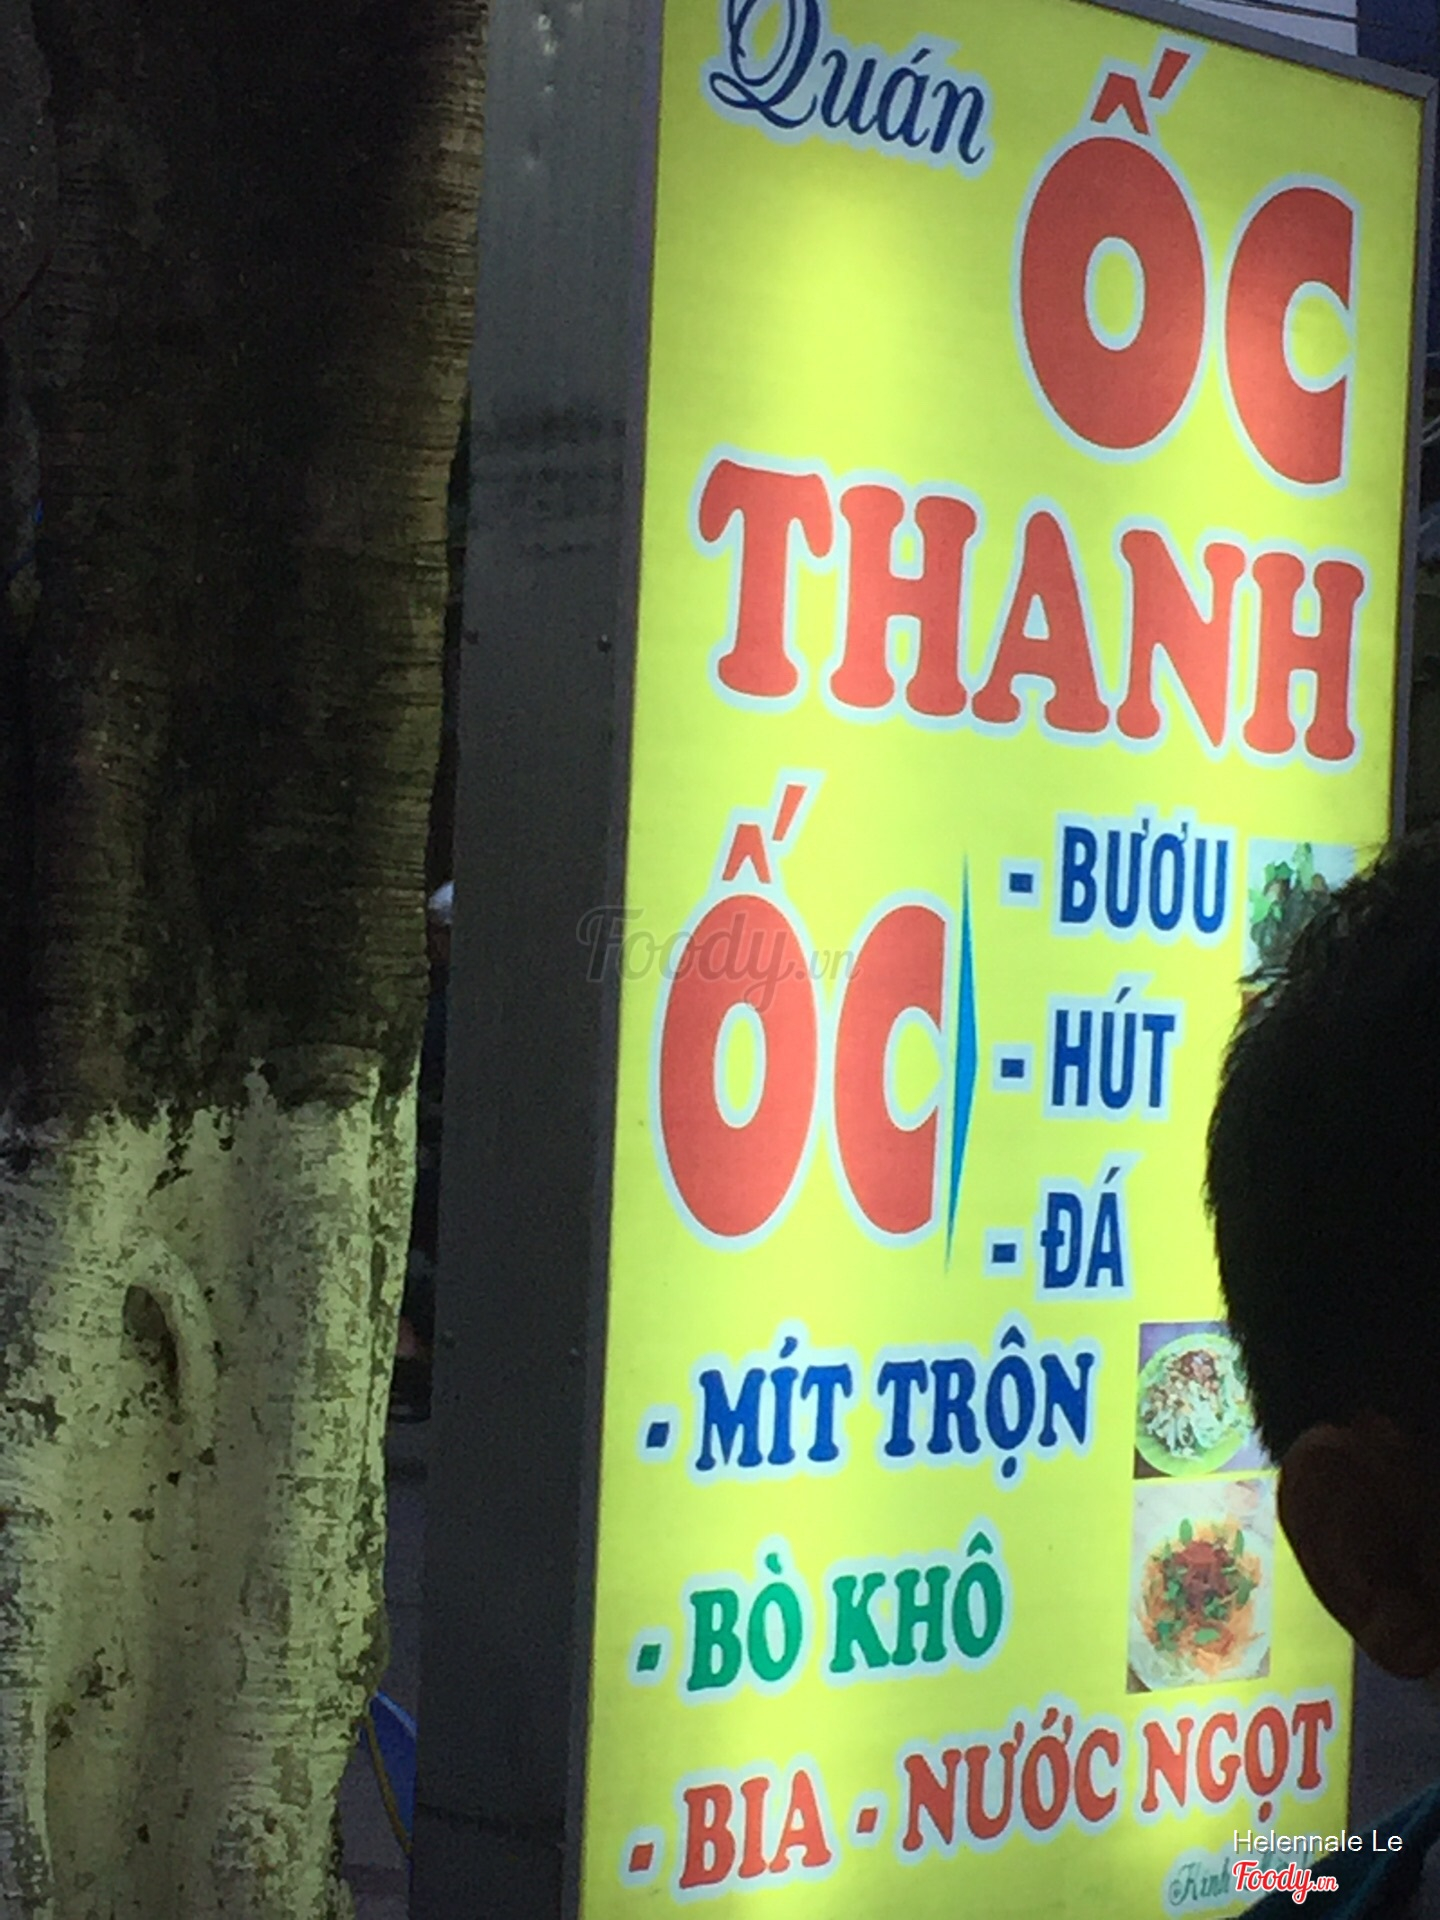 Quán
ỐC
THANH
ỐC
- BƯƠU
- HÚT
- ĐÁ
- MÍT TRỘN
- BÒ KHÔ
- BIA - NƯỚC NGỌT
Foody.vn
Helennale Le
Foody.vn